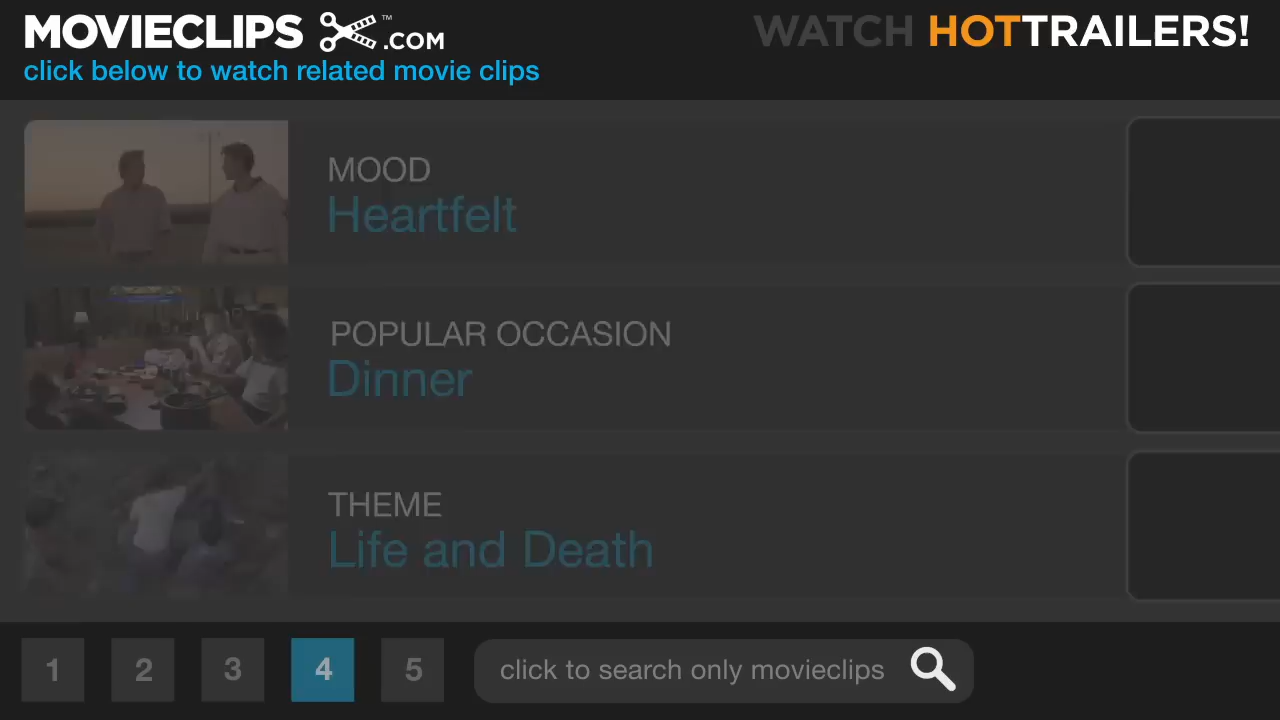 MOVIECLIPS ™ .COM
WATCH HOTTRAILERS!
click below to watch related movie clips
MOOD
Heartfelt
POPULAR OCCASION
Dinner
THEME
Life and Death
1 2 3 4 5
click to search only movieclips